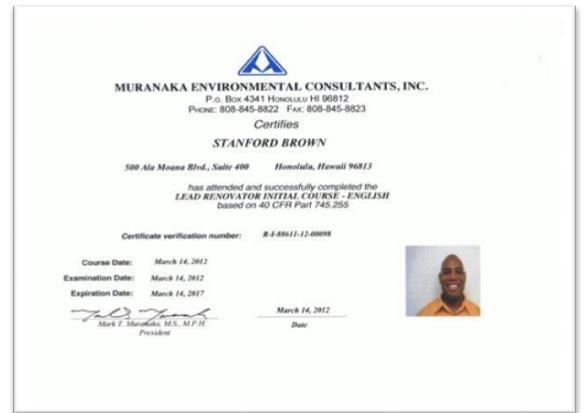 MURANAKA ENVIRONMENTAL CONSULTANTS, INC.
P.O. BOX 4341 HONOLULU HI 96812
PHONE: 808-845-8822 FAX: 808-845-8823
Certifies
STANFORD BROWN
500 Ala Moana Blvd., Suite 400 Honolulu, Hawaii 96813
has attended and successfully completed the
LEAD RENOVATOR INITIAL COURSE - ENGLISH
based on 40 CFR Part 745.255
Certificate verification number: R-I-88611-12-00098
Course Date: March 14, 2012
Examination Date: March 14, 2012
Expiration Date: March 14, 2017
March 14, 2012
Mark T. Muranaka, M.S., M.P.H. Date
President